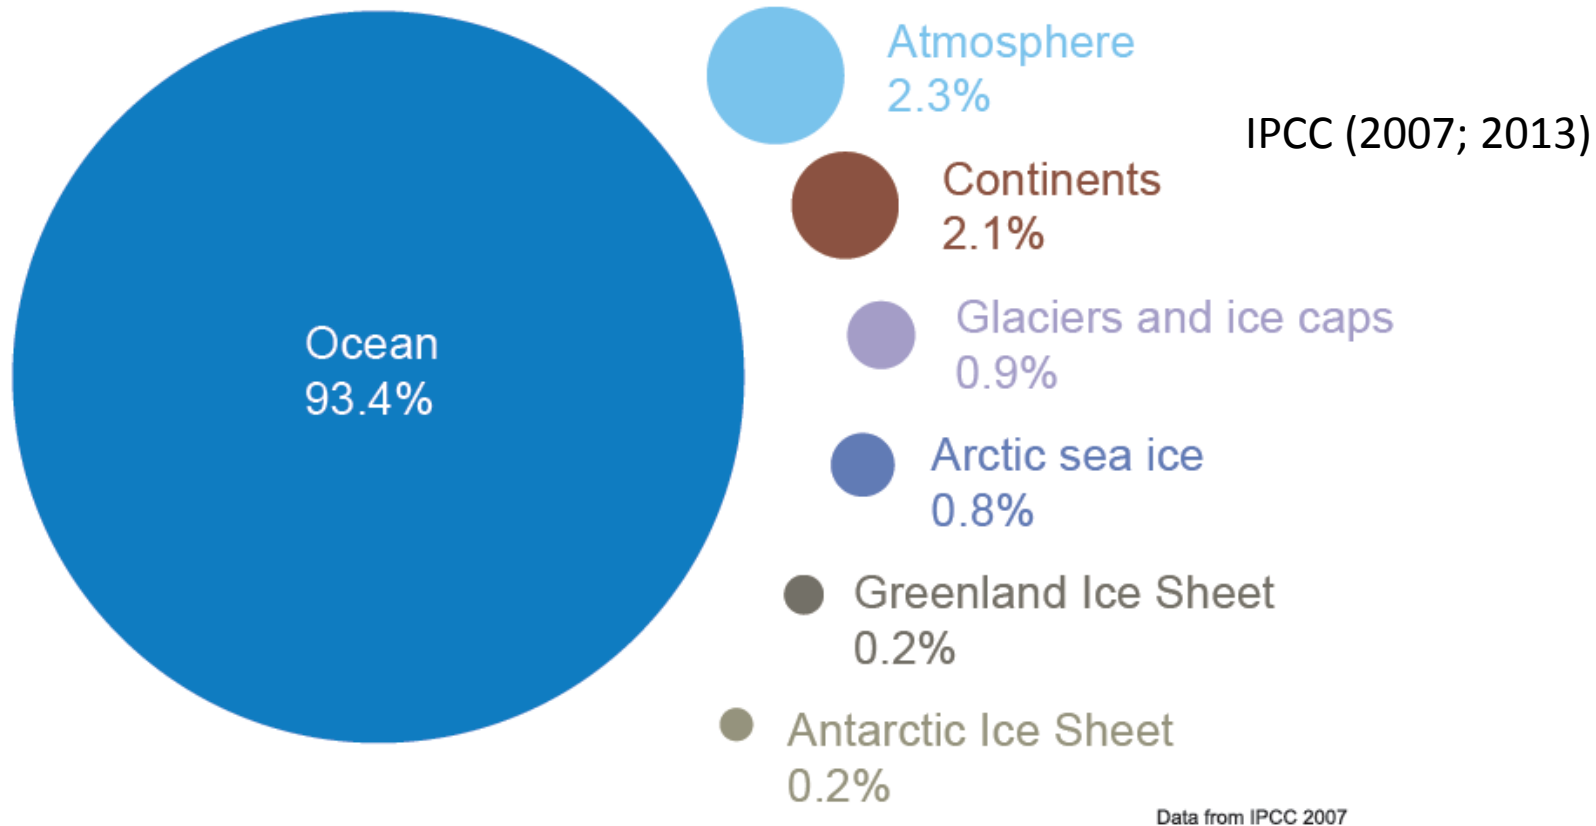 Ocean
93.4%
Atmosphere
2.3%
IPCC (2007; 2013)
Continents
2.1%
Glaciers and ice caps
0.9%
Arctic sea ice
0.8%
Greenland Ice Sheet
0.2%
Antarctic Ice Sheet
0.2%
Data from IPCC 2007